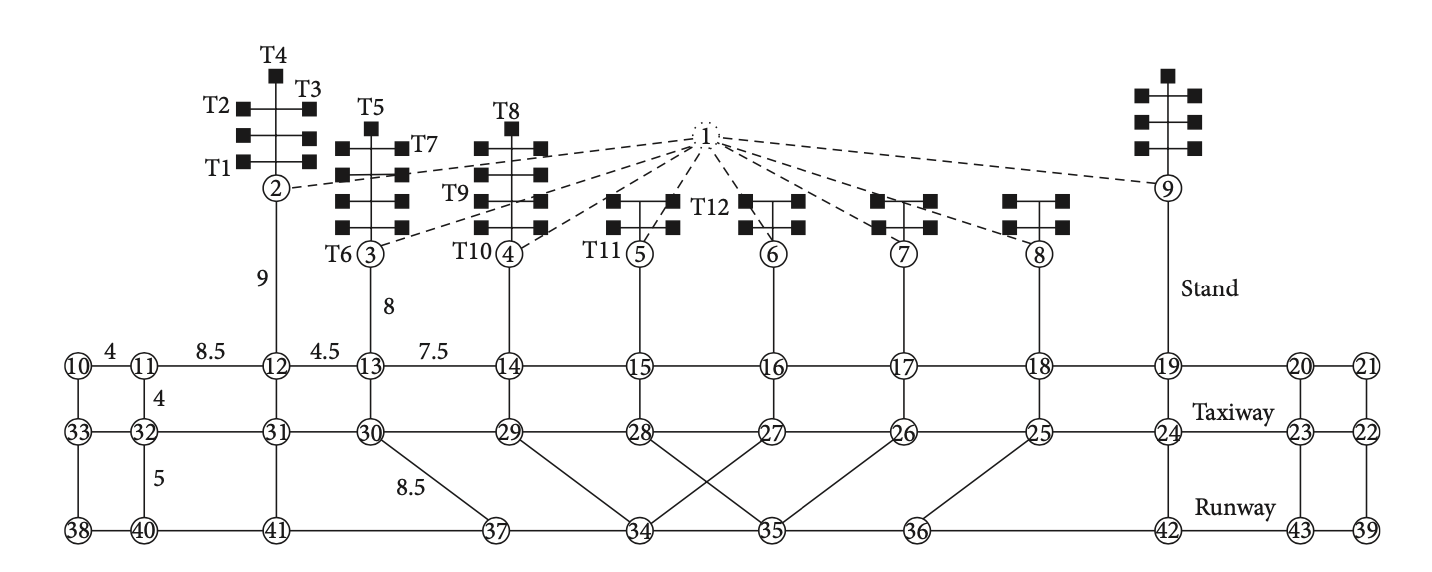 T4
T2 T3
T5 T8
T7 1
T1
2 T9 T12 9
T6 3 T10 4 T11 5 6 7 8
9 8 Stand
4 8.5 4.5 7.5
10 11 12 13 14 15 16 17 18 19 20 21
4 Taxiway
33 32 31 30 29 28 27 26 25 24 23 22
5 8.5
Runway
38 40 41 37 34 35 36 42 43 39